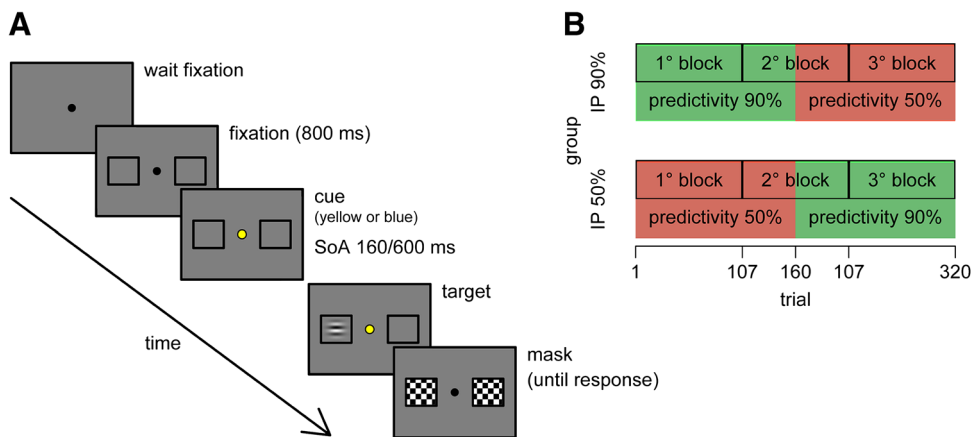 A
wait fixation
fixation (800 ms)
cue
(yellow or blue)
SoA 160/600 ms
target
mask
(until response)
time
B
group
IP 90%
1° block 2° block 3° block
predictivity 90% predictivity 50%
IP 50%
1° block 2° block 3° block
predictivity 50% predictivity 90%
1 107 160 107 320
trial